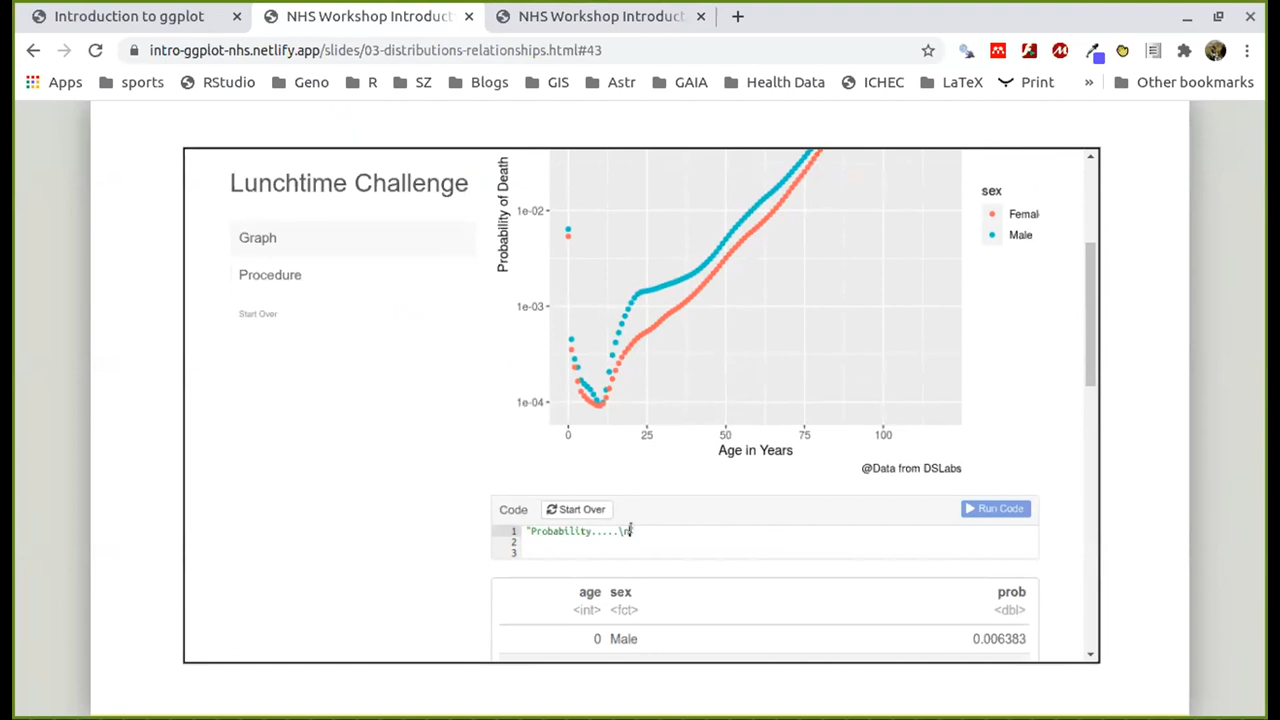 Introduction to ggplot
NHS Workshop Introduct
NHS Workshop Introduct
intro-ggplot-nhs.netlify.app/slides/03-distributions-relationships.html#43
Apps sports RStudio Geno R SZ Blogs GIS Astr GAIA Health Data ICHEC LaTeX Print » Other bookmarks
Lunchtime Challenge
Graph
Procedure
Start Over
Probability of Death
1e-02
1e-03
1e-04
0 25 50 75 100
Age in Years
@Data from DSLabs
sex
Femal
Male
Code Start Over Run Code
1 "Probability.....\n"
2
3
age sex prob
<int> <fct> <dbl>
0 Male 0.006383